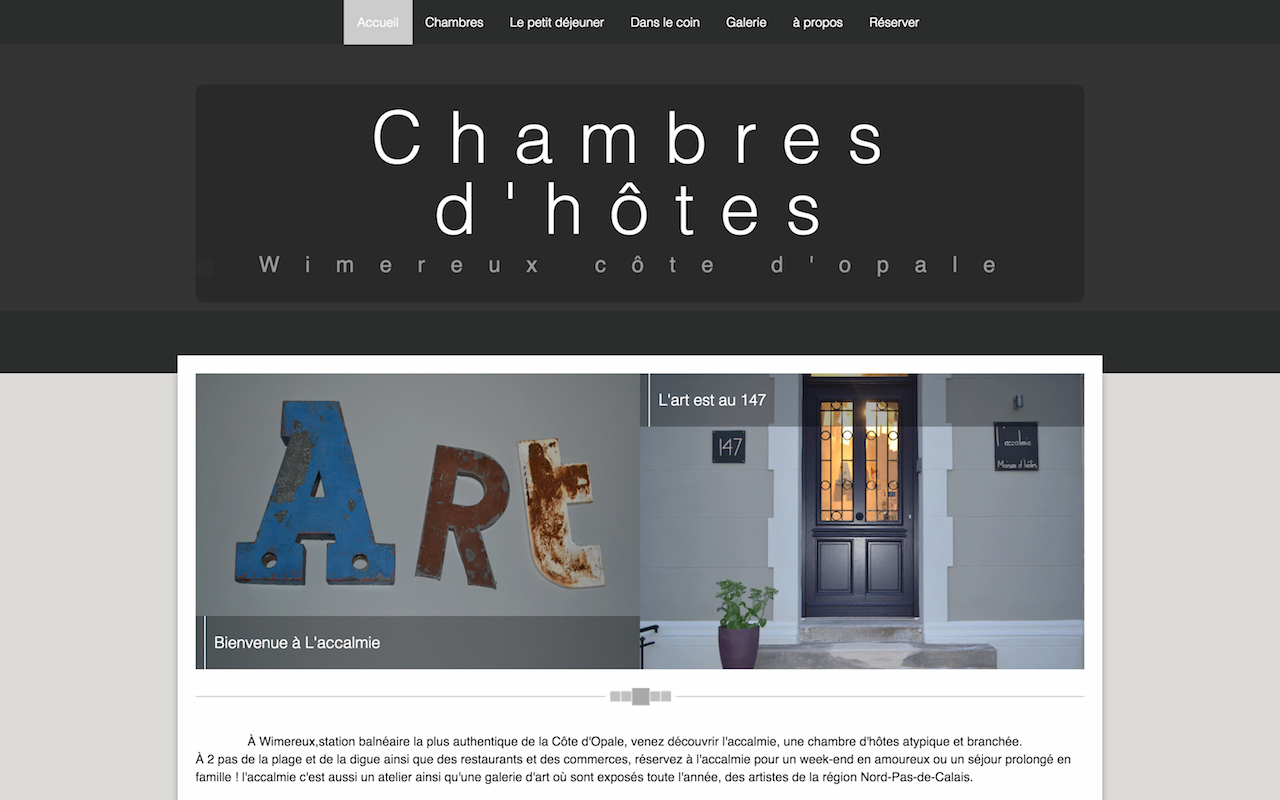 Accueil Chambres Le petit déjeuner Dans le coin Galerie à propos Réserver
Chambres
d'hôtes
Wimereux côte d'opale
ART
L'art est au 147
147
L'accalmie
Maison d'hôtes
Bienvenue à L'accalmie
À Wimereux,station balnéaire la plus authentique de la Côte d'Opale, venez découvrir l'accalmie, une chambre d'hôtes atypique et branchée.
À 2 pas de la plage et de la digue ainsi que des restaurants et des commerces, réservez à l'accalmie pour un week-end en amoureux ou un séjour prolongé en
famille ! l'accalmie c'est aussi un atelier ainsi qu'une galerie d'art où sont exposés toute l'année, des artistes de la région Nord-Pas-de-Calais.